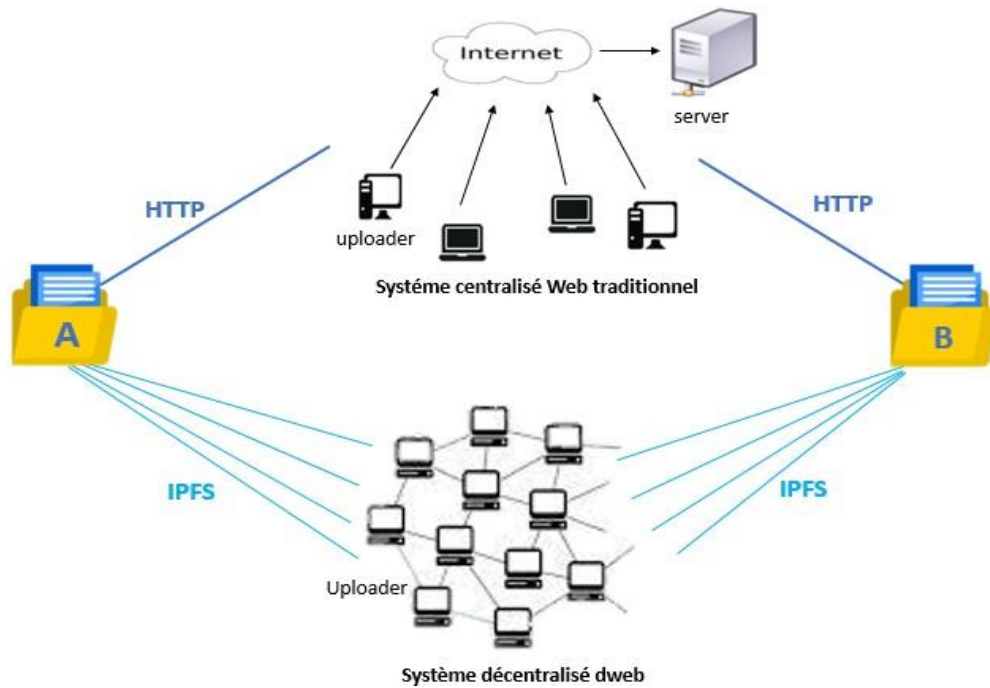 Internet
server
HTTP
HTTP
uploader
Systéme centralisé Web traditionnel
A
B
IPFS
IPFS
Uploader
Système décentralisé dweb